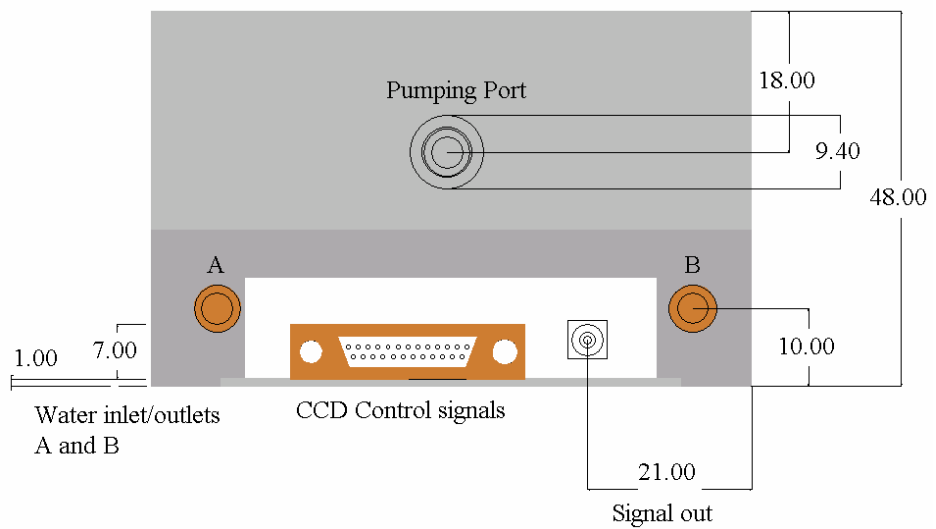 18.00
Pumping Port
9.40
48.00
A
B
1.00
7.00
10.00
Water inlet/outlets
A and B
CCD Control signals
21.00
Signal out